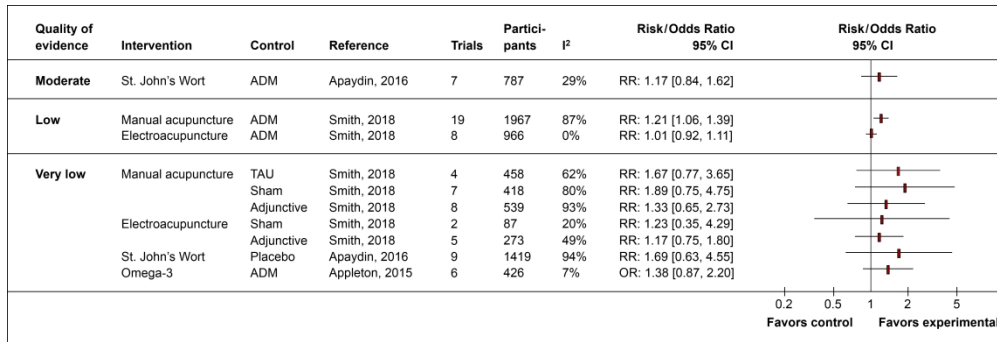 Quality of evidence Intervention Control Reference Trials Partici-pants I² Risk/Odds Ratio 95% CI Risk/Odds Ratio 95% CI
Moderate St. John's Wort ADM Apaydin, 2016 7 787 29% RR: 1.17 [0.84, 1.62]
Low Manual acupuncture ADM Smith, 2018 19 1967 87% RR: 1.21 [1.06, 1.39]
Electroacupuncture ADM Smith, 2018 8 966 0% RR: 1.01 [0.92, 1.11]
Very low Manual acupuncture TAU Smith, 2018 4 458 62% RR: 1.67 [0.77, 3.65]
Sham Smith, 2018 7 418 80% RR: 1.89 [0.75, 4.75]
Adjunctive Smith, 2018 8 539 93% RR: 1.33 [0.65, 2.73]
Electroacupuncture Sham Smith, 2018 2 87 20% RR: 1.23 [0.35, 4.29]
Adjunctive Smith, 2018 5 273 49% RR: 1.17 [0.75, 1.80]
St. John's Wort Placebo Apaydin, 2016 9 1419 94% RR: 1.69 [0.63, 4.55]
Omega-3 ADM Appleton, 2015 6 426 7% OR: 1.38 [0.87, 2.20]
0.2 0.5 1 2 5
Favors control Favors experimental